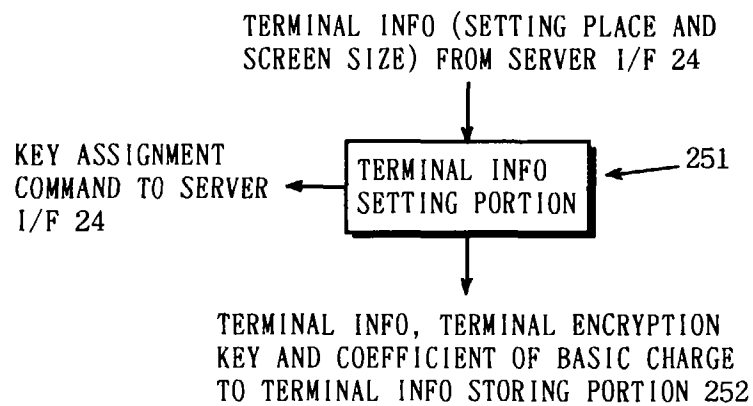 TERMINAL INFO (SETTING PLACE AND
SCREEN SIZE) FROM SERVER I/F 24
KEY ASSIGNMENT
COMMAND TO SERVER
I/F 24
TERMINAL INFO
SETTING PORTION
251
TERMINAL INFO, TERMINAL ENCRYPTION
KEY AND COEFFICIENT OF BASIC CHARGE
TO TERMINAL INFO STORING PORTION 252